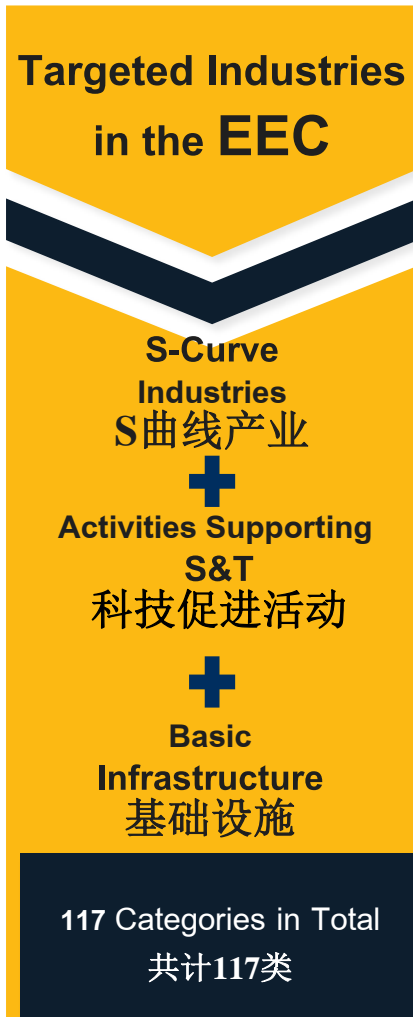 Targeted Industries
in the EEC
S-Curve
Industries
S曲线产业
Activities Supporting
S&T
科技促进活动
Basic
Infrastructure
基础设施
117 Categories in Total
共计117类